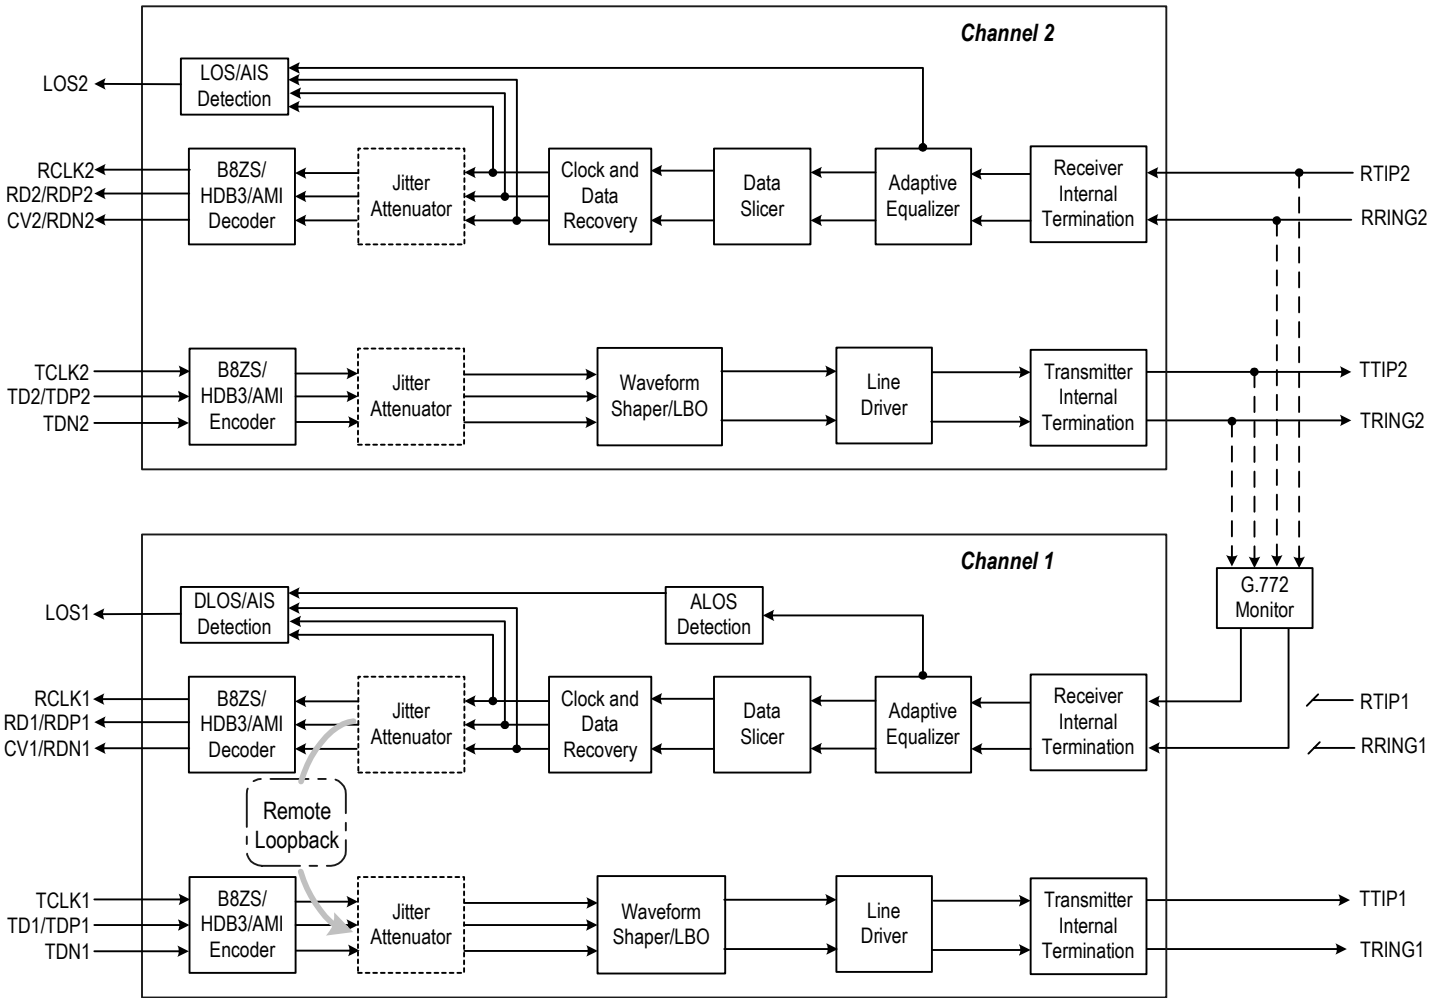 Channel 2
LOS2
LOS/AIS
Detection
RCLK2
RD2/RDP2
CV2/RDN2
B8ZS/
HDB3/AMI
Decoder
Jitter
Attenuator
Clock and
Data
Recovery
Data
Slicer
Adaptive
Equalizer
Receiver
Internal
Termination
RTIP2
RRING2
TCLK2
TD2/TDP2
TDN2
B8ZS/
HDB3/AMI
Encoder
Jitter
Attenuator
Waveform
Shaper/LBO
Line
Driver
Transmitter
Internal
Termination
TTIP2
TRING2
Channel 1
G.772
Monitor
LOS1
DLOS/AIS
Detection
ALOS
Detection
RCLK1
RD1/RDP1
CV1/RDN1
B8ZS/
HDB3/AMI
Decoder
Jitter
Attenuator
Clock and
Data
Recovery
Data
Slicer
Adaptive
Equalizer
Receiver
Internal
Termination
RTIP1
RRING1
Remote
Loopback
TCLK1
TD1/TDP1
TDN1
B8ZS/
HDB3/AMI
Encoder
Jitter
Attenuator
Waveform
Shaper/LBO
Line
Driver
Transmitter
Internal
Termination
TTIP1
TRING1